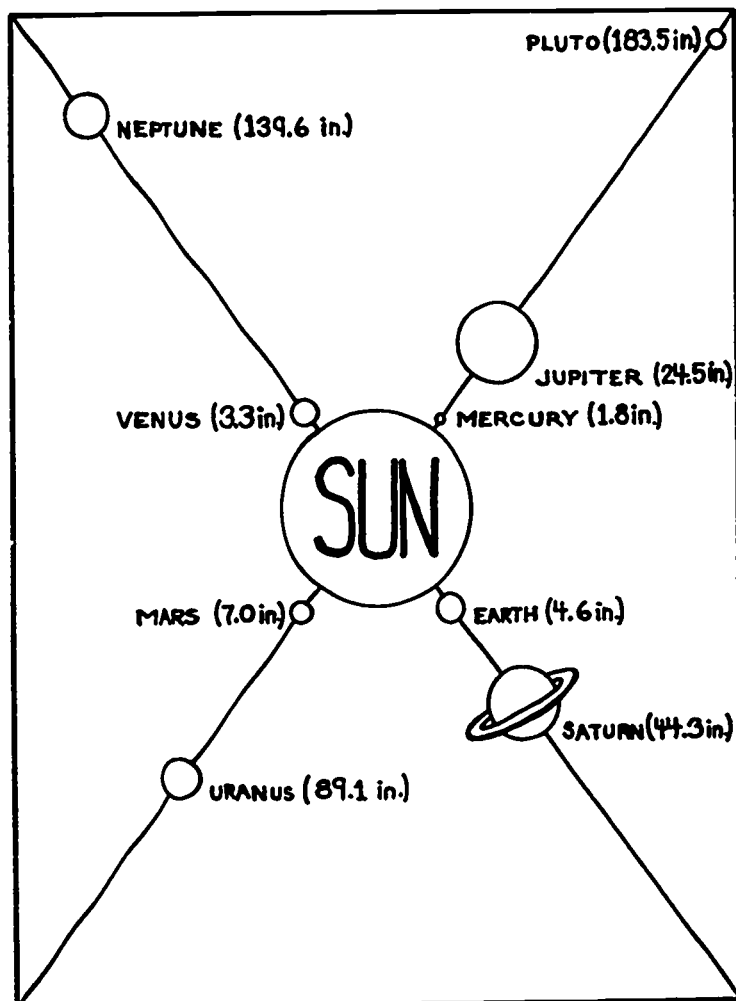 PLUTO (183.5in.)
NEPTUNE (139.6 in.)
JUPITER (24.5in.)
VENUS (3.3in.)
MERCURY (1.8in.)
SUN
MARS (7.0in.)
EARTH (4.6in.)
SATURN (44.3in.)
URANUS (89.1 in.)